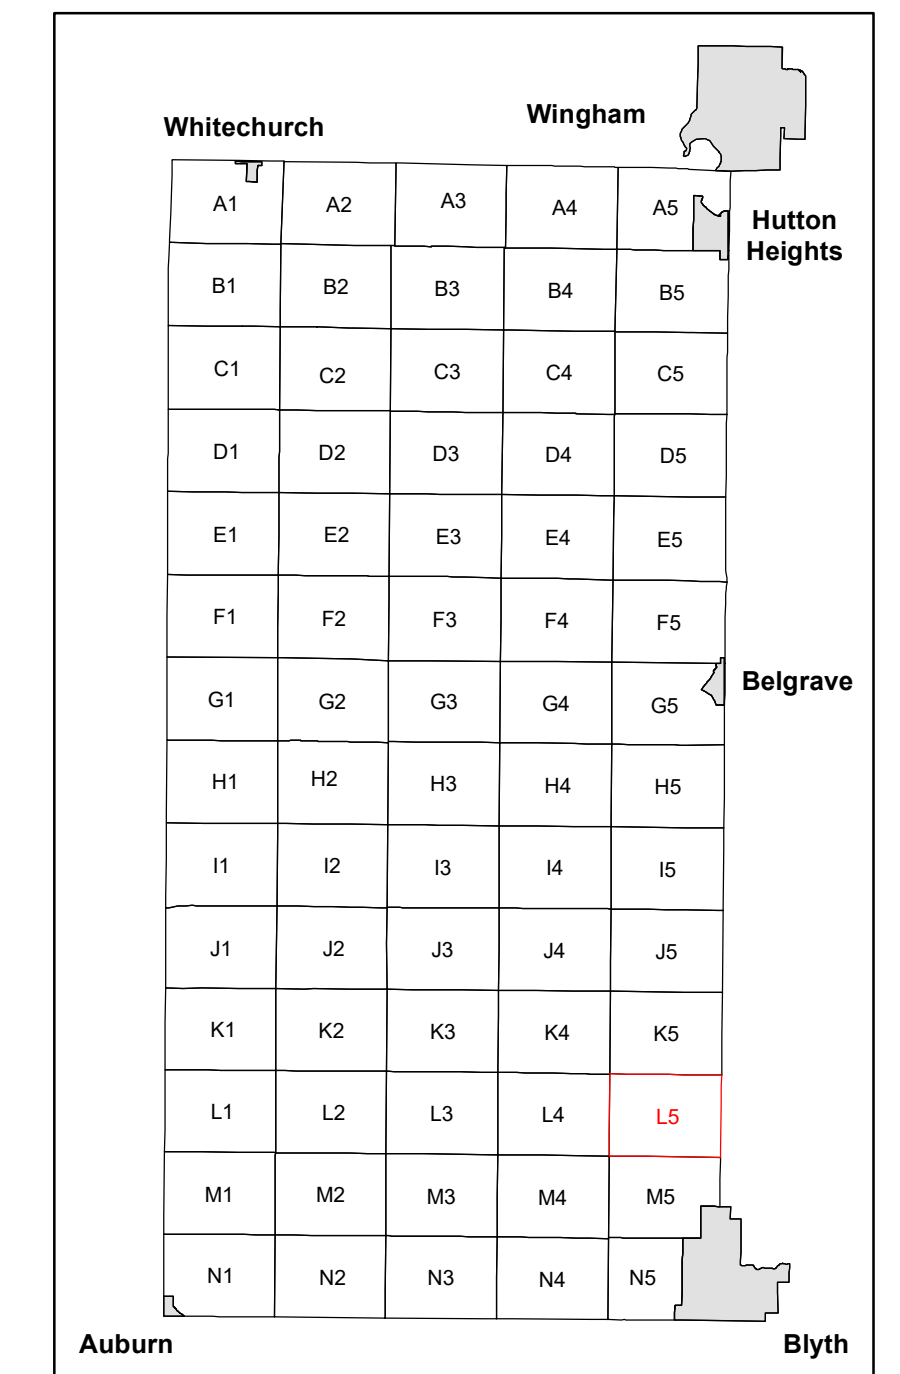 Wingham
Whitechurch
A1 A2 A3 A4 A5
Hutton
Heights
B1 B2 B3 B4 B5
C1 C2 C3 C4 C5
D1 D2 D3 D4 D5
E1 E2 E3 E4 E5
F1 F2 F3 F4 F5
Belgrave
G1 G2 G3 G4 G5
H1 H2 H3 H4 H5
I1 I2 I3 I4 I5
J1 J2 J3 J4 J5
K1 K2 K3 K4 K5
L1 L2 L3 L4 L5
M1 M2 M3 M4 M5
N1 N2 N3 N4 N5
Auburn Blyth